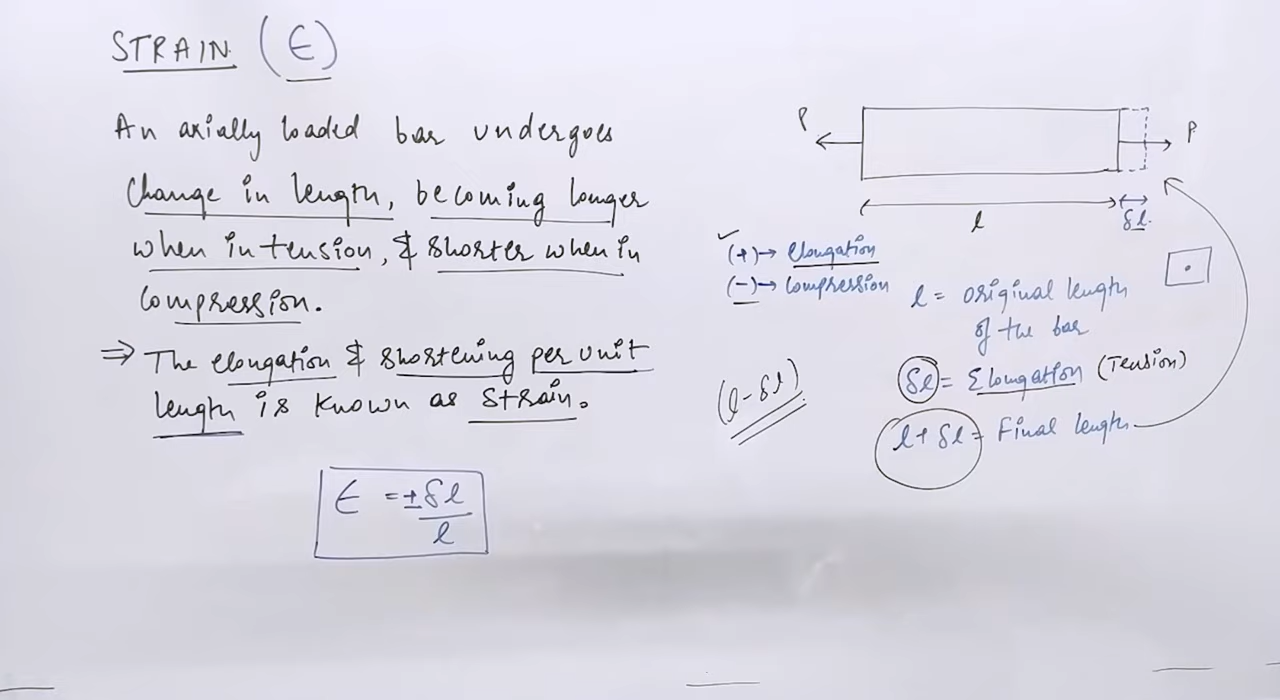 STRAIN (ϵ)
An axially loaded bar undergoes
change in length, becoming longer
when in tension, & shorter when in
compression.
⇒ The elongation & shortening per unit
length is known as strain.
ϵ = ± δl / l
P P
l δl.
✓ (+)→ Elongation
(-)→ Compression
l = original length
of the bar
δl = Elongation (Tension)
(l - δl)
l + δl = Final length